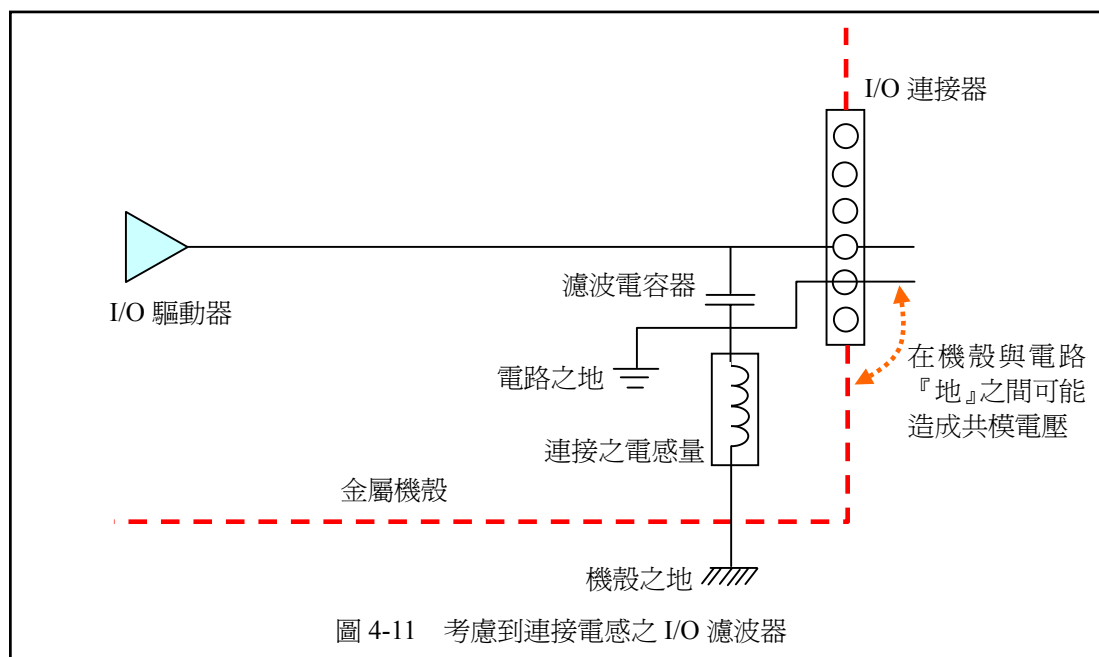 I/O 連接器
濾波電容器
I/O 驅動器
電路之地
在機殼與電路
『地』之間可能
造成共模電壓
連接之電感量
金屬機殼
機殼之地
圖 4-11 考慮到連接電感之 I/O 濾波器